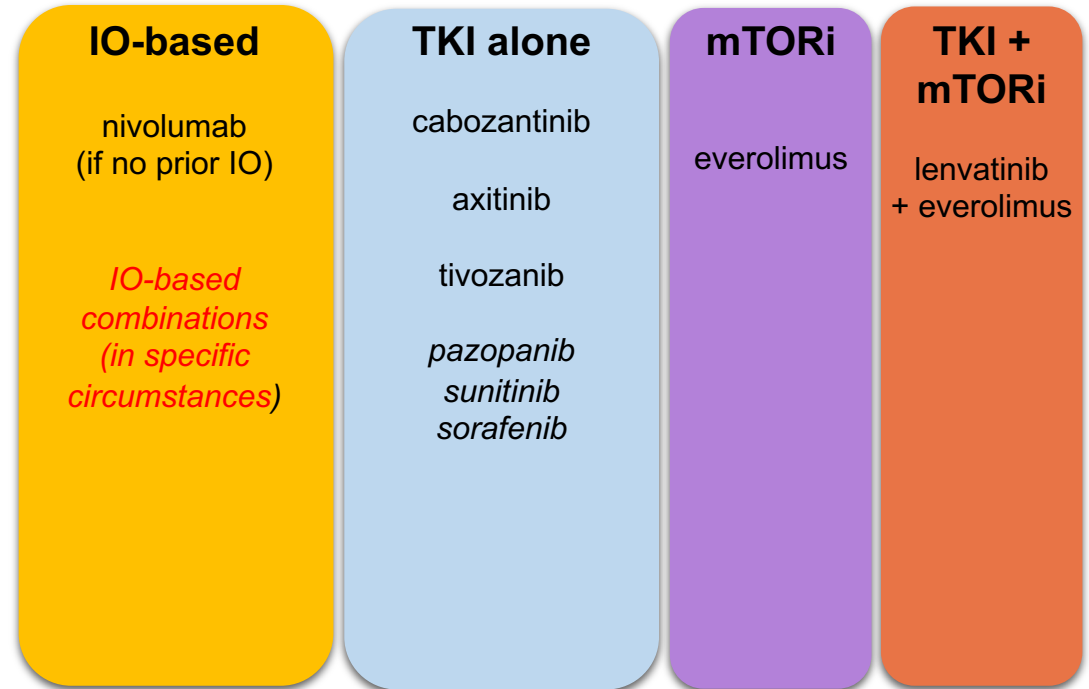 IO-based
nivolumab
(if no prior IO)
IO-based
combinations
(in specific
circumstances)
TKI alone
cabozantinib
axitinib
tivozanib
pazopanib
sunitinib
sorafenib
mTORi
everolimus
TKI +
mTORi
lenvatinib
+ everolimus